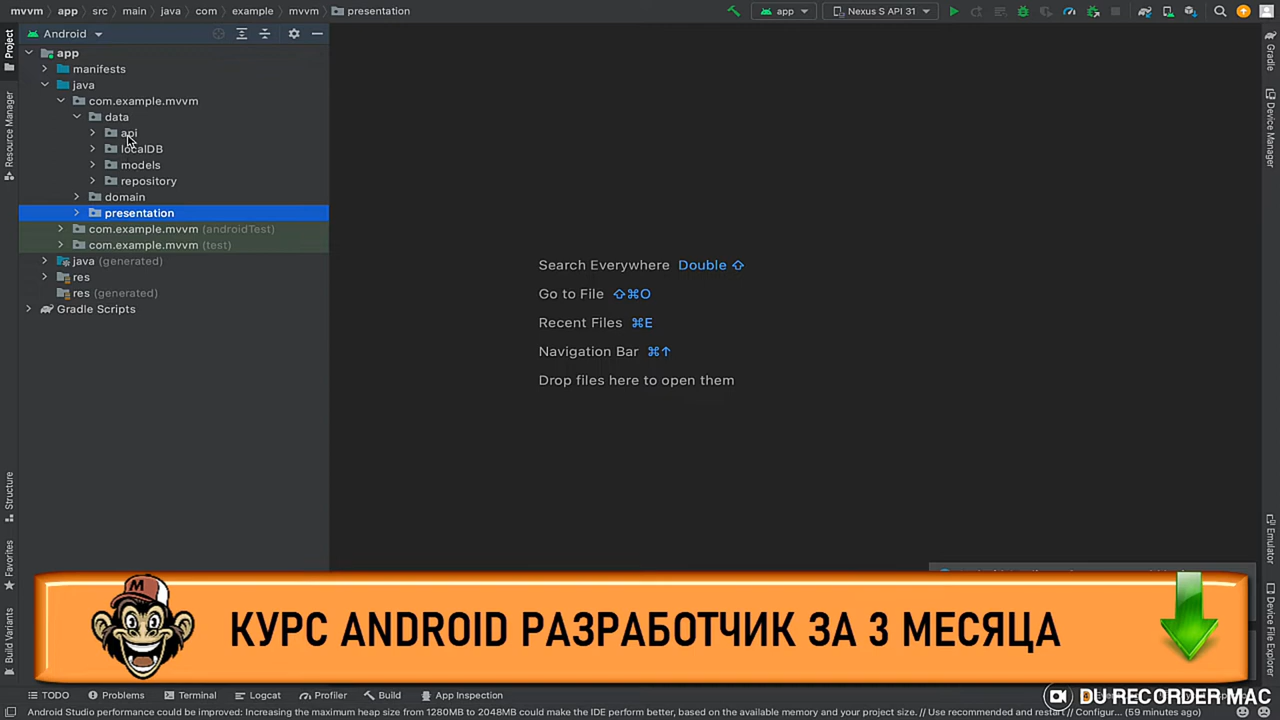 mvvm app src main java com example mvvm presentation
app Nexus S API 31
Android
Project
Resource Manager
Structure
Favorites
Build Variants
app
manifests
java
com.example.mvvm
data
api
localDB
models
repository
domain
presentation
com.example.mvvm (androidTest)
com.example.mvvm (test)
java (generated)
res
res (generated)
Gradle Scripts
Search Everywhere Double ⇧
Go to File ⇧⌘O
Recent Files ⌘E
Navigation Bar ⌘↑
Drop files here to open them
Gradle
Device Manager
Emulator
Device File Explorer
M
КУРС ANDROID РАЗРАБОТЧИК ЗА 3 МЕСЯЦА
TODO Problems Terminal Logcat Profiler Build App Inspection
DU RECORDER MAC
Android Studio performance could be improved: Increasing the maximum heap size from 1280MB to 2048MB could make the IDE perform better, based on the available memory and your project size. // Use recommended and restart // Configur... (59 minutes ago)